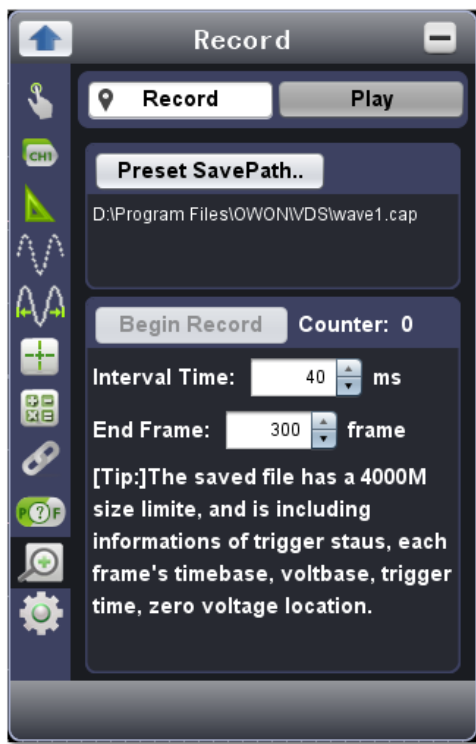 Record
Record
Play
CH1
Preset SavePath..
D:\Program Files\OWON\VDS\wave1.cap
Begin Record
Counter: 0
Interval Time: 40 ms
End Frame: 300 frame
[Tip:]The saved file has a 4000M
size limite, and is including
informations of trigger staus, each
frame's timebase, voltbase, trigger
time, zero voltage location.
P?F